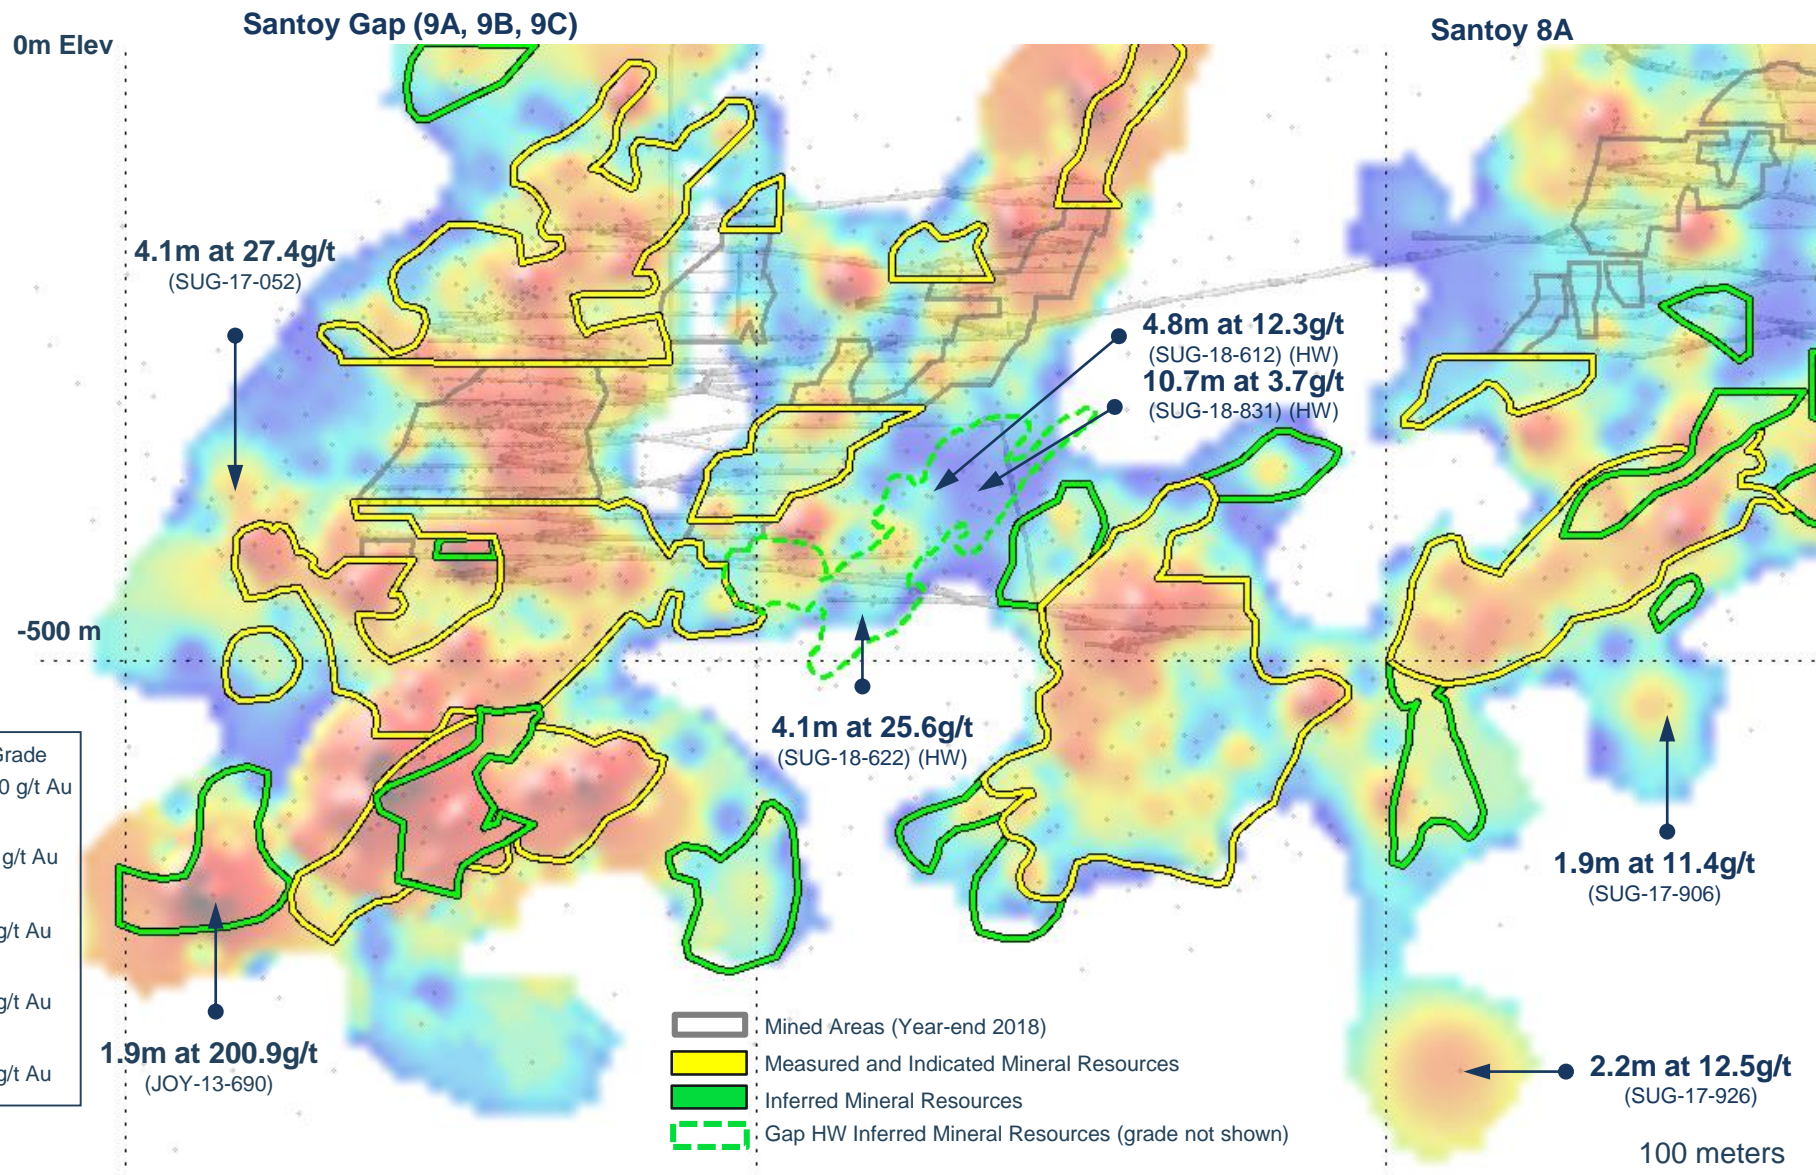 Santoy Gap (9A, 9B, 9C)
Santoy 8A
0m Elev
4.1m at 27.4g/t
(SUG-17-052)
4.8m at 12.3g/t
(SUG-18-612) (HW)
10.7m at 3.7g/t
(SUG-18-831) (HW)
-500 m
4.1m at 25.6g/t
(SUG-18-622) (HW)
1.9m at 11.4g/t
(SUG-17-906)
0 g/t Au
g/t Au
g/t Au
g/t Au
g/t Au
1.9m at 200.9g/t
(JOY-13-690)
Mined Areas (Year-end 2018)
Measured and Indicated Mineral Resources
Inferred Mineral Resources
Gap HW Inferred Mineral Resources (grade not shown)
2.2m at 12.5g/t
(SUG-17-926)
100 meters